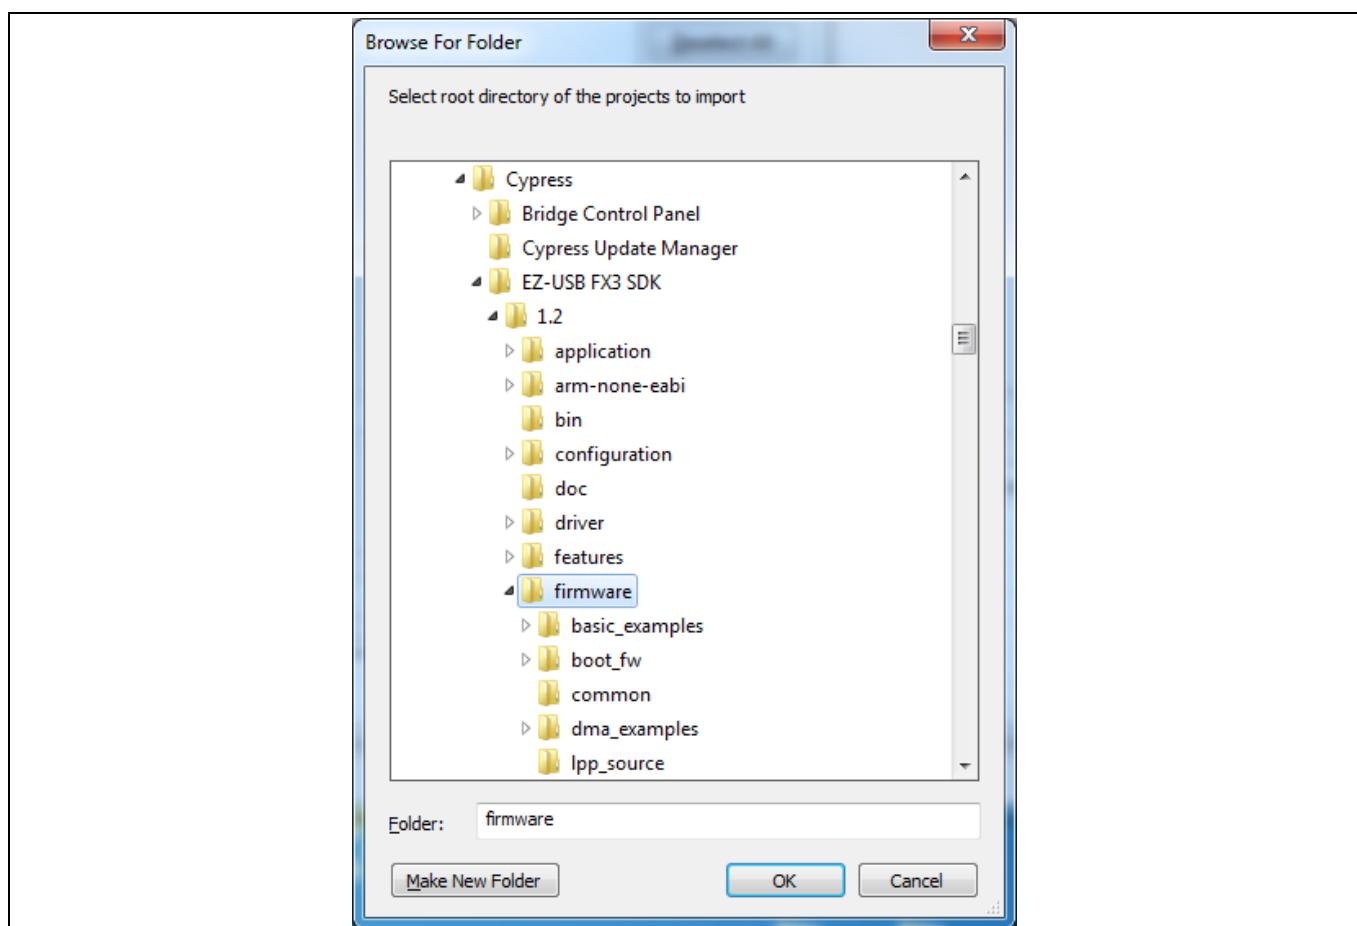 Browse For Folder
Select root directory of the projects to import
Cypress
Bridge Control Panel
Cypress Update Manager
EZ-USB FX3 SDK
1.2
application
arm-none-eabi
bin
configuration
doc
driver
features
firmware
basic_examples
boot_fw
common
dma_examples
lpp_source
Folder: firmware
Make New Folder OK Cancel